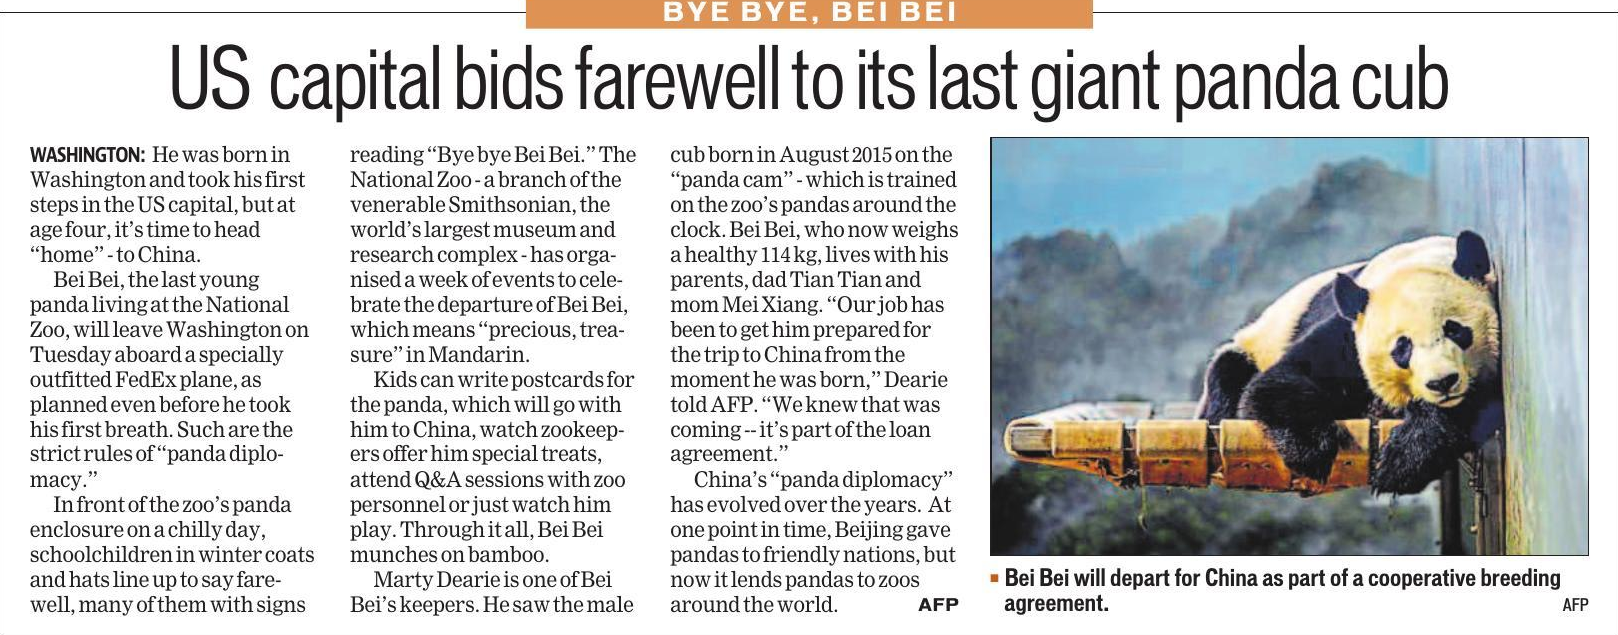 BYE BYE, BEI BEI
US capital bids farewell to its last giant panda cub
WASHINGTON: He was born in
Washington and took his first
steps in the US capital, but at
age four, it's time to head
“home” - to China.
Bei Bei, the last young
panda living at the National
Zoo, will leave Washington on
Tuesday aboard a specially
outfitted FedEx plane, as
planned even before he took
his first breath. Such are the
strict rules of “panda diplo-
macy.”
In front of the zoo's panda
enclosure on a chilly day,
schoolchildren in winter coats
and hats line up to say fare-
well, many of them with signs
reading “Bye bye Bei Bei.” The
National Zoo - a branch of the
venerable Smithsonian, the
world's largest museum and
research complex - has orga-
nised a week of events to cele-
brate the departure of Bei Bei,
which means “precious, trea-
sure” in Mandarin.
Kids can write postcards for
the panda, which will go with
him to China, watch zookeep-
ers offer him special treats,
attend Q&A sessions with zoo
personnel or just watch him
play. Through it all, Bei Bei
munches on bamboo.
Marty Dearie is one of Bei
Bei's keepers. He saw the male
cub born in August 2015 on the
“panda cam” - which is trained
on the zoo's pandas around the
clock. Bei Bei, who now weighs
a healthy 114 kg, lives with his
parents, dad Tian Tian and
mom Mei Xiang. “Our job has
been to get him prepared for
the trip to China from the
moment he was born,” Dearie
told AFP. “We knew that was
coming -- it's part of the loan
agreement.”
China's “panda diplomacy”
has evolved over the years. At
one point in time, Beijing gave
pandas to friendly nations, but
now it lends pandas to zoos
around the world. AFP
Bei Bei will depart for China as part of a cooperative breeding
agreement. AFP